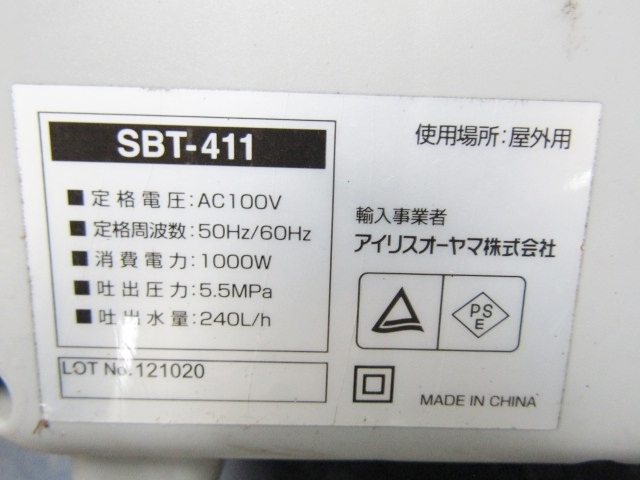 SBT-411
使用場所:屋外用
■定格電圧:AC100V
■定格周波数:50Hz/60Hz
■消費電力:1000W
■吐出圧力:5.5MPa
■吐出水量:240L/h
輸入事業者
アイリスオーヤマ株式会社
PS
E
LOT No.121020
MADE IN CHINA